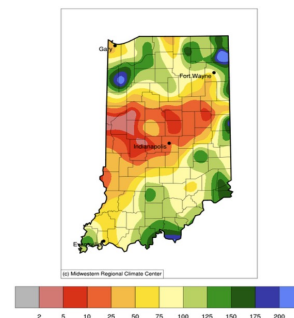 Gary
Fort Wayne
Indianapolis
(c) Midwestern Regional Climate Center
2 5 10 25 50 75 100 125 150 175 200